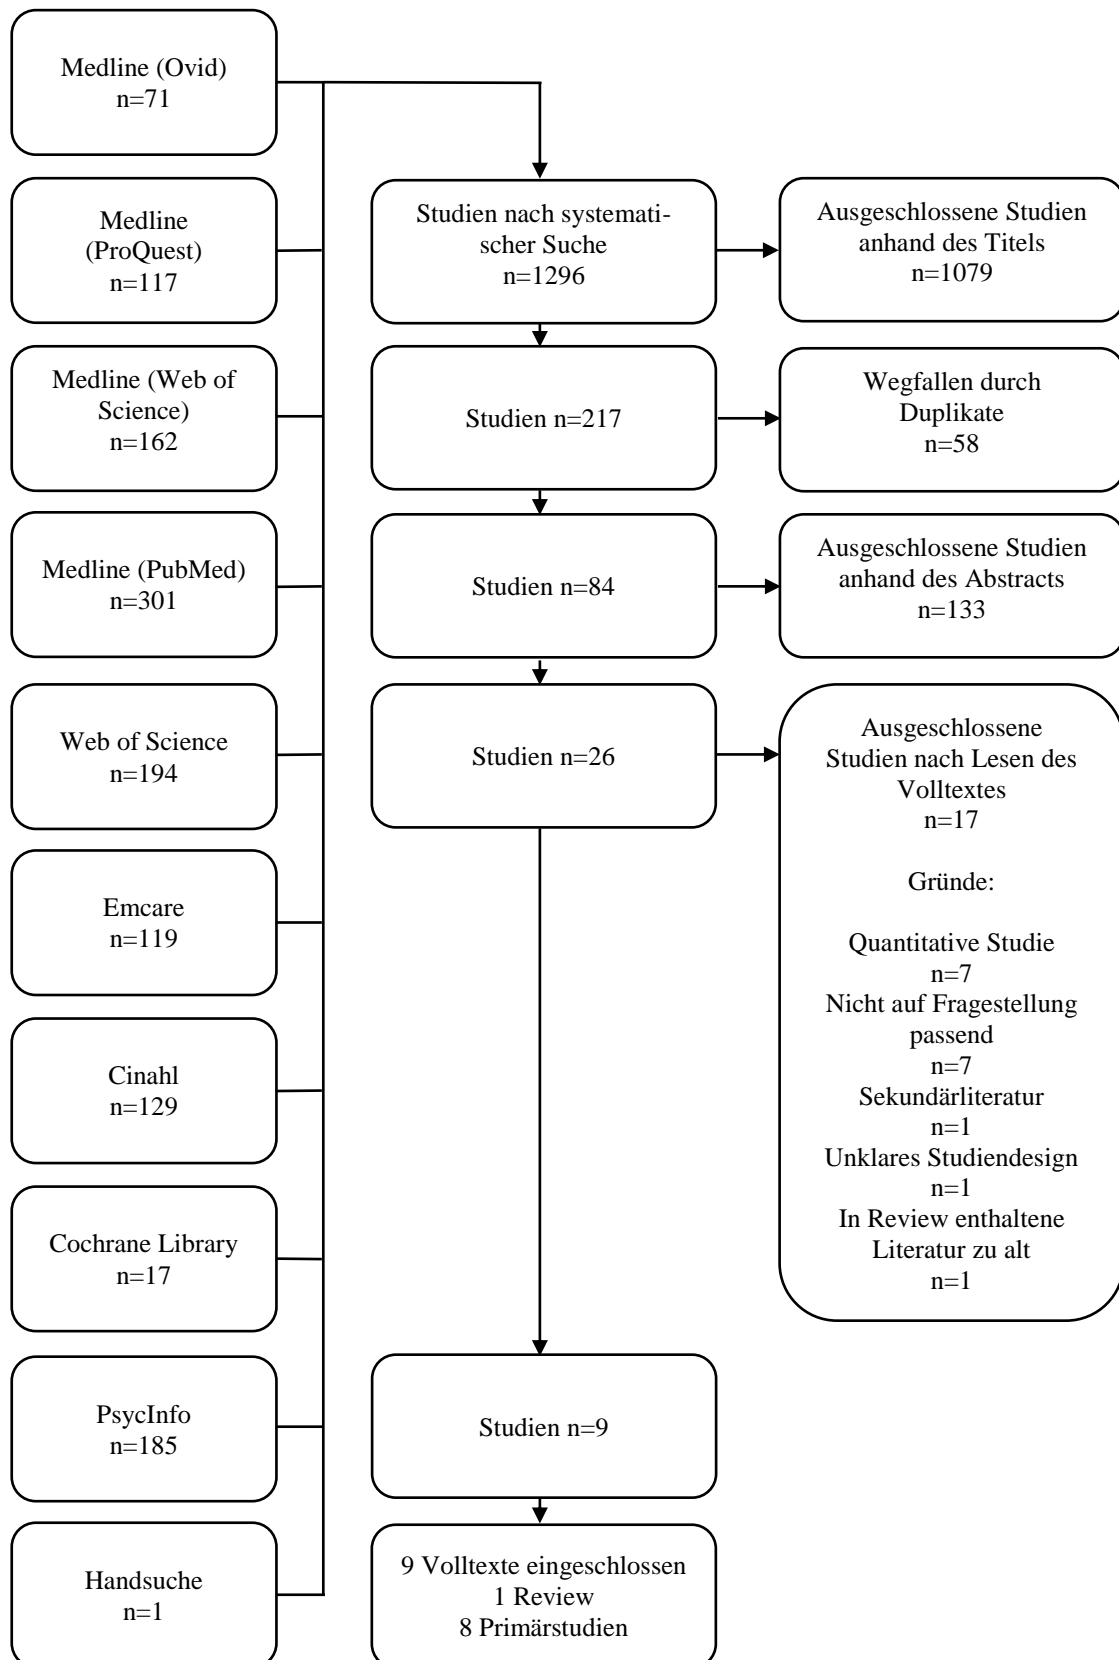 Medline (Ovid)
n=71
Medline
(ProQuest)
n=117
Medline (Web of
Science)
n=162
Medline (PubMed)
n=301
Web of Science
n=194
Emcare
n=119
Cinahl
n=129
Cochrane Library
n=17
PsycInfo
n=185
Handsuche
n=1
Studien nach systemati-
scher Suche
n=1296
Ausgeschlossene Studien
anhand des Titels
n=1079
Studien n=217
Wegfallen durch
Duplikate
n=58
Studien n=84
Ausgeschlossene Studien
anhand des Abstracts
n=133
Studien n=26
Ausgeschlossene
Studien nach Lesen des
Volltextes
n=17
Gründe:
Quantitative Studie
n=7
Nicht auf Fragestellung
passend
n=7
Sekundärliteratur
n=1
Unklares Studiendesign
n=1
In Review enthaltene
Literatur zu alt
n=1
Studien n=9
9 Volltexte eingeschlossen
1 Review
8 Primärstudien